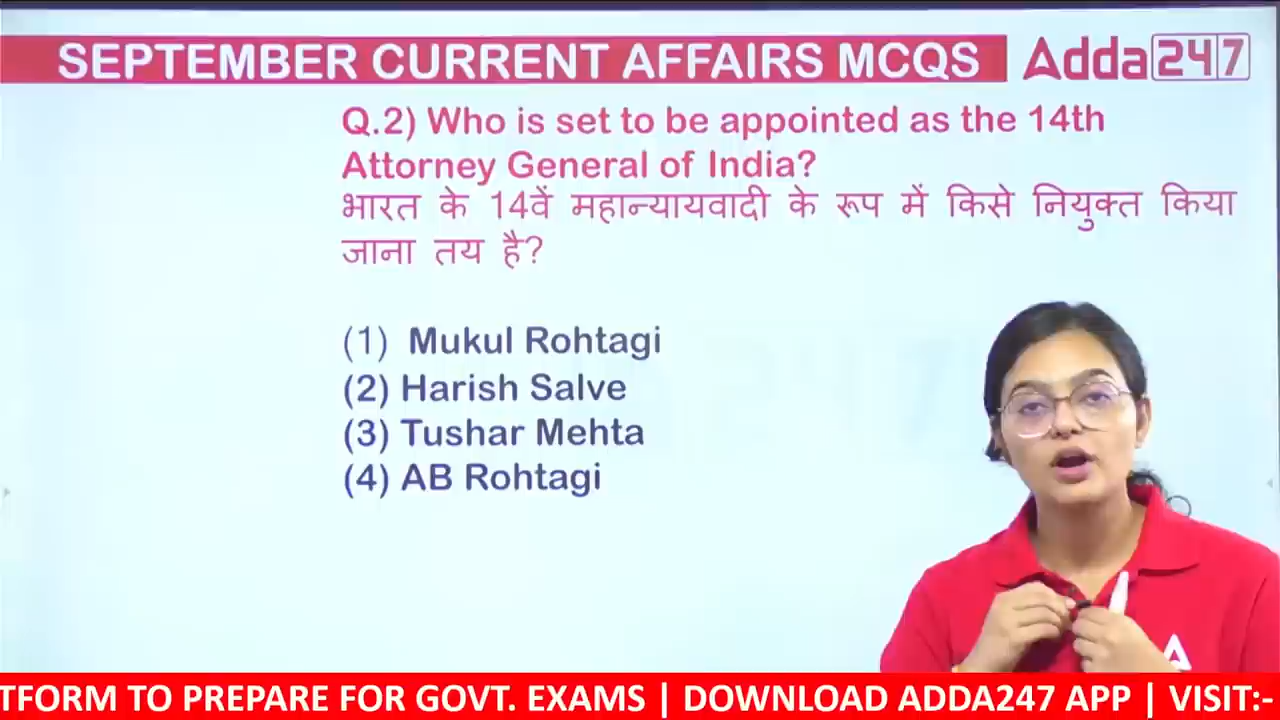 SEPTEMBER CURRENT AFFAIRS MCQS
Adda247
Q.2) Who is set to be appointed as the 14th
Attorney General of India?
भारत के 14वें महान्यायवादी के रूप में किसे नियुक्त किया
जाना तय है?
(1) Mukul Rohtagi
(2) Harish Salve
(3) Tushar Mehta
(4) AB Rohtagi
TFORM TO PREPARE FOR GOVT. EXAMS | DOWNLOAD ADDA247 APP | VISIT:-